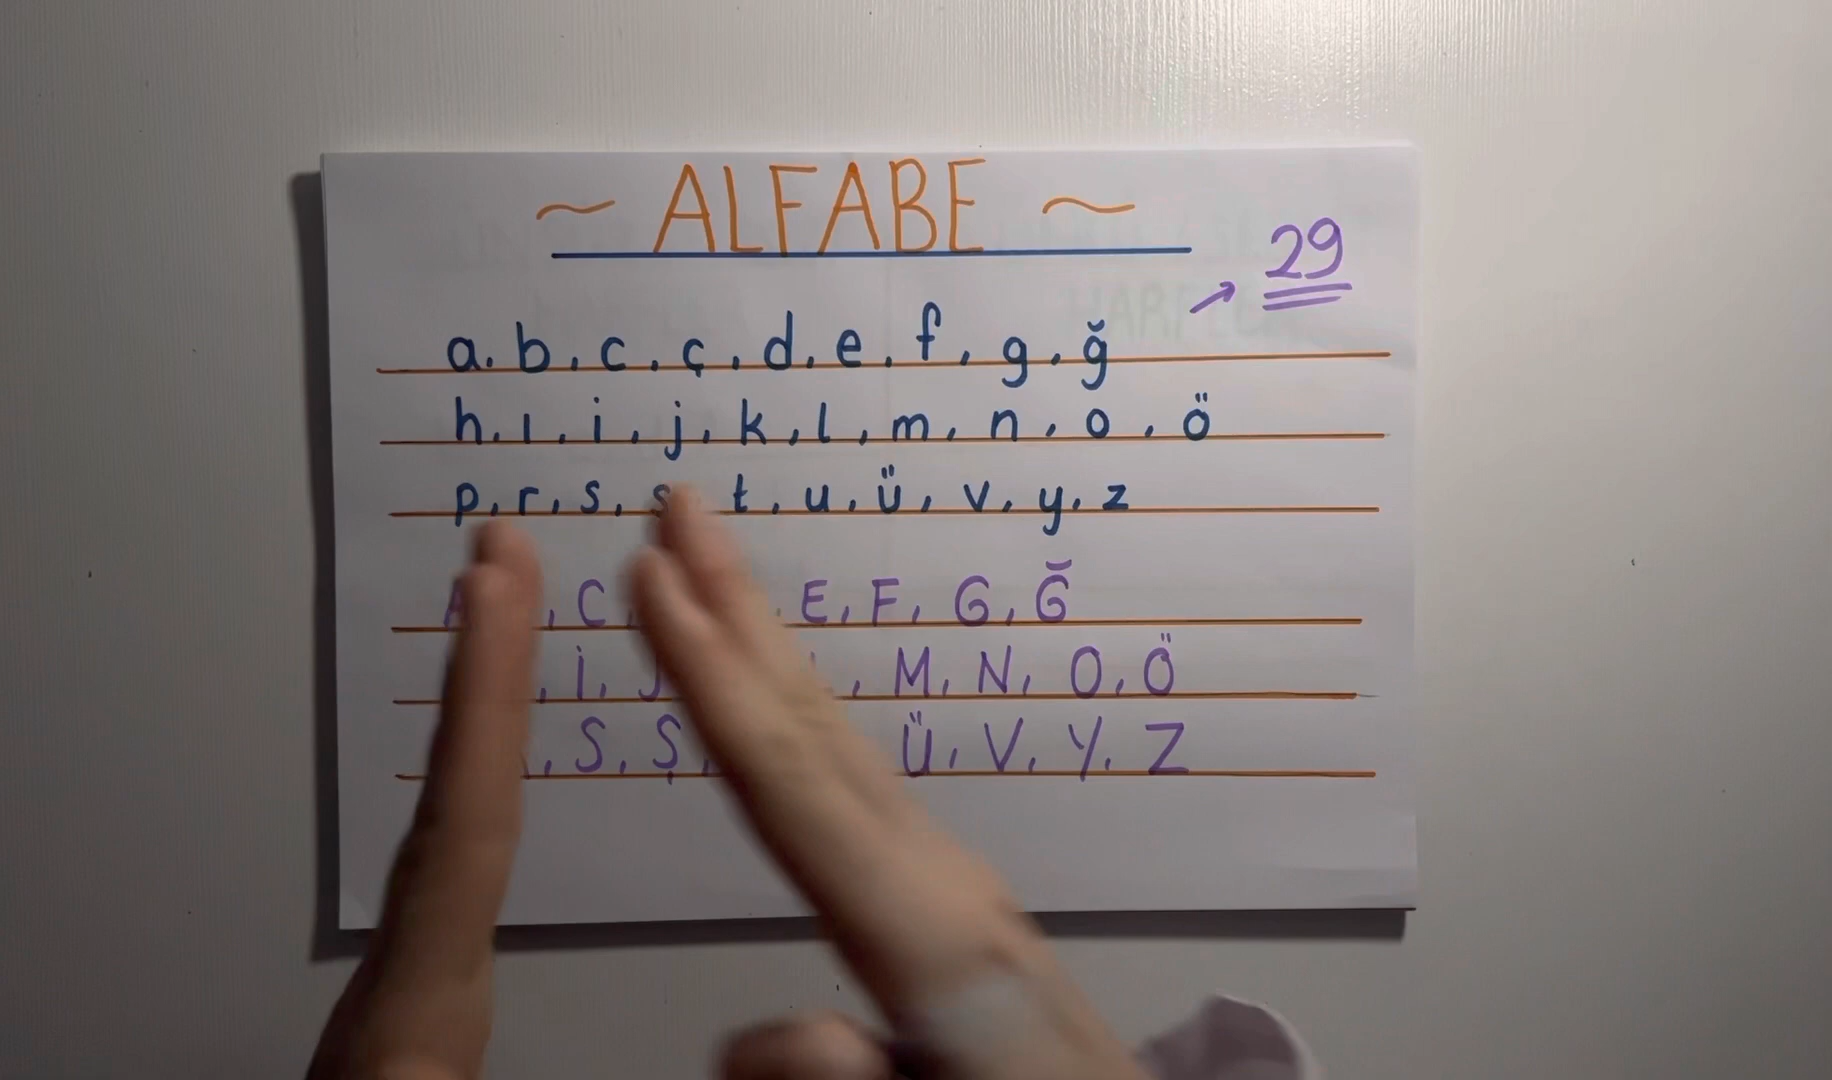 ~ ALFABE ~
29
a, b, c, ç, d, e, f, g, ğ
h, ı, i, j, k, l, m, n, o, ö
p, r, s, ş t, u, ü, v, y, z
A , C, E, F, G, Ğ
, İ, J , M, N, O, Ö
, S, Ş, Ü, V, Y, Z